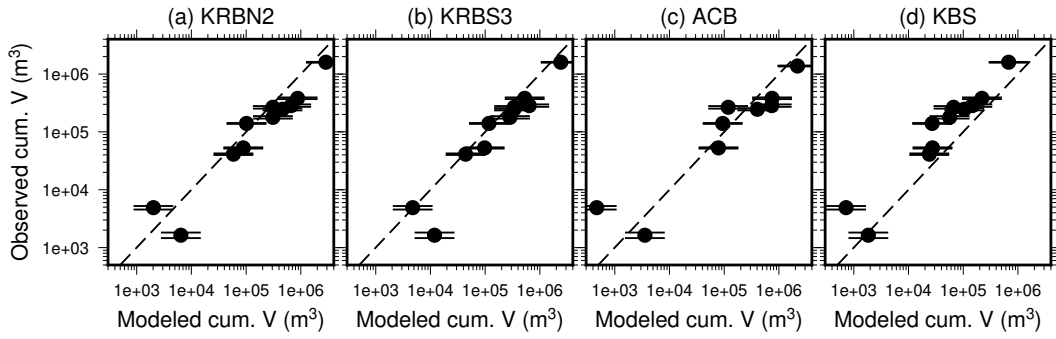 (a) KRBN2 (b) KRBS3 (c) ACB (d) KBS
Observed cum. V (m³)
1e+06
1e+05
1e+04
1e+03
1e+03 1e+04 1e+05 1e+06 1e+03 1e+04 1e+05 1e+06 1e+03 1e+04 1e+05 1e+06 1e+03 1e+04 1e+05 1e+06
Modeled cum. V (m³) Modeled cum. V (m³) Modeled cum. V (m³) Modeled cum. V (m³)